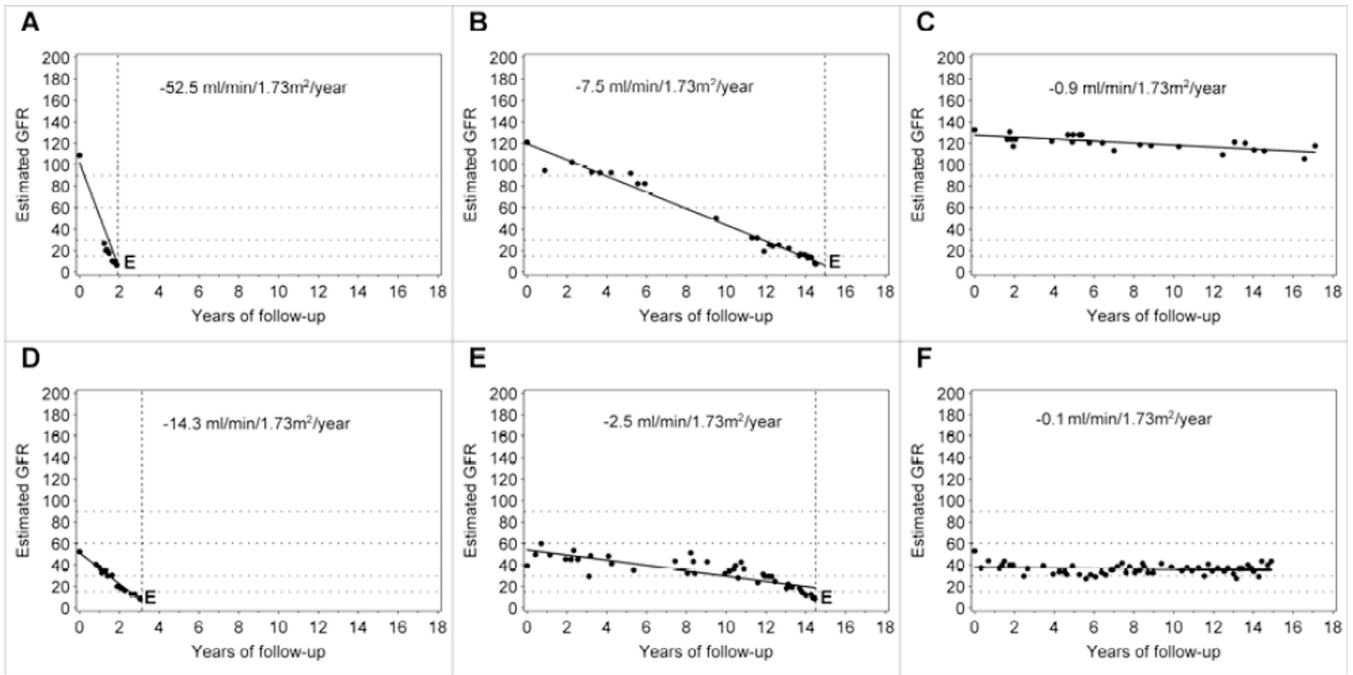 A
-52.5 ml/min/1.73m²/year
Estimated GFR
200
180
160
140
120
100
80
60
40
20
0
E
0 2 4 6 8 10 12 14 16 18
Years of follow-up
B
-7.5 ml/min/1.73m²/year
Estimated GFR
200
180
160
140
120
100
80
60
40
20
0
E
0 2 4 6 8 10 12 14 16 18
Years of follow-up
C
-0.9 ml/min/1.73m²/year
Estimated GFR
200
180
160
140
120
100
80
60
40
20
0
0 2 4 6 8 10 12 14 16 18
Years of follow-up
D
-14.3 ml/min/1.73m²/year
Estimated GFR
200
180
160
140
120
100
80
60
40
20
0
E
0 2 4 6 8 10 12 14 16 18
Years of follow-up
E
-2.5 ml/min/1.73m²/year
Estimated GFR
200
180
160
140
120
100
80
60
40
20
0
E
0 2 4 6 8 10 12 14 16 18
Years of follow-up
F
-0.1 ml/min/1.73m²/year
Estimated GFR
200
180
160
140
120
100
80
60
40
20
0
0 2 4 6 8 10 12 14 16 18
Years of follow-up